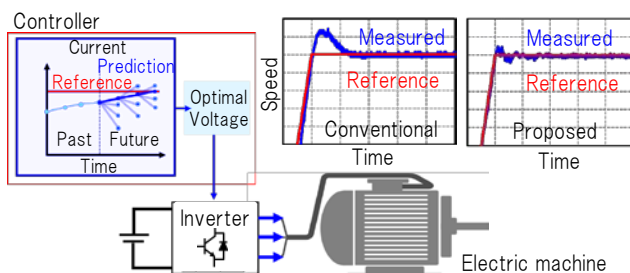 Controller
Current
Prediction
Reference
Past Future
Time
Optimal
Voltage
Inverter
Electric machine
Speed
Measured
Reference
Conventional
Time
Measured
Reference
Proposed
Time